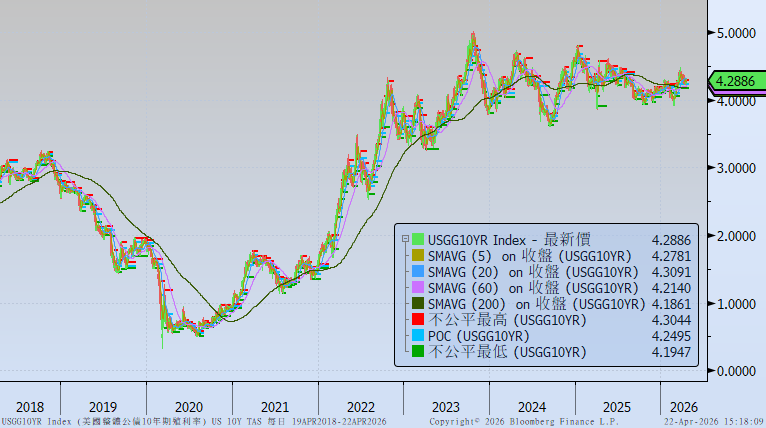 5.0000
4.2886
4.0000
3.0000
2.0000
1.0000
0.0000
USGG10YR Index - 最新價 4.2886
SMAVG (5) on 收盤 (USGG10YR) 4.2781
SMAVG (20) on 收盤 (USGG10YR) 4.3091
SMAVG (60) on 收盤 (USGG10YR) 4.2140
SMAVG (200) on 收盤 (USGG10YR) 4.1861
不公平最高 (USGG10YR) 4.3044
POC (USGG10YR) 4.2495
不公平最低 (USGG10YR) 4.1947
2018 2019 2020 2021 2022 2023 2024 2025 2026
USGG10YR Index (美國整體公債10年期殖利率) US 10Y TAS 每日 19APR2018-22APR2026 Copyright© 2026 Bloomberg Finance L.P. 22-Apr-2026 15:18:09